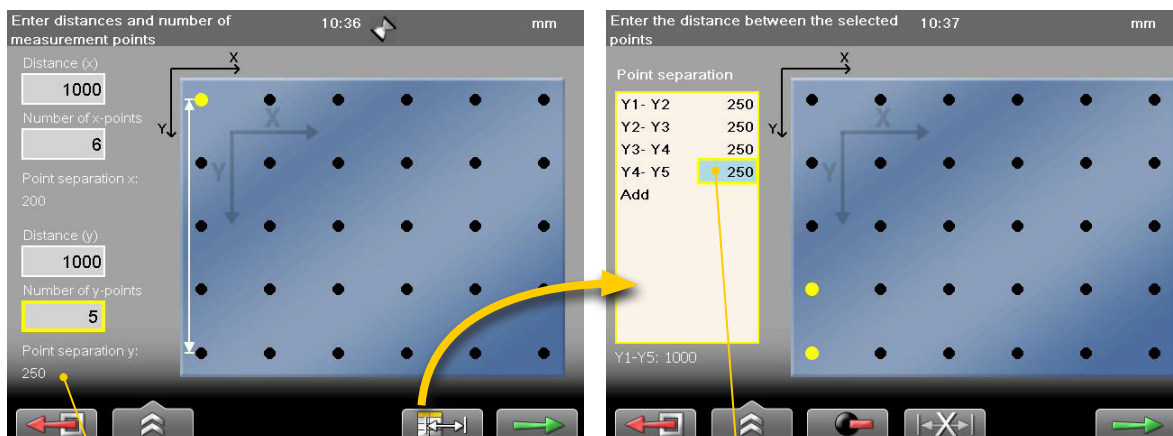 Enter distances and number of
measurement points
10:36
mm
Distance (x)
1000
Number of x-points
6
Point separation x:
200
Distance (y)
1000
Number of y-points
5
Point separation y:
250
X
Y
X
Y
Enter the distance between the selected
points
10:37
mm
Point separation
Y1- Y2 250
Y2- Y3 250
Y3- Y4 250
Y4- Y5 250
Add
Y1-Y5: 1000
X
Y
X
Y
X